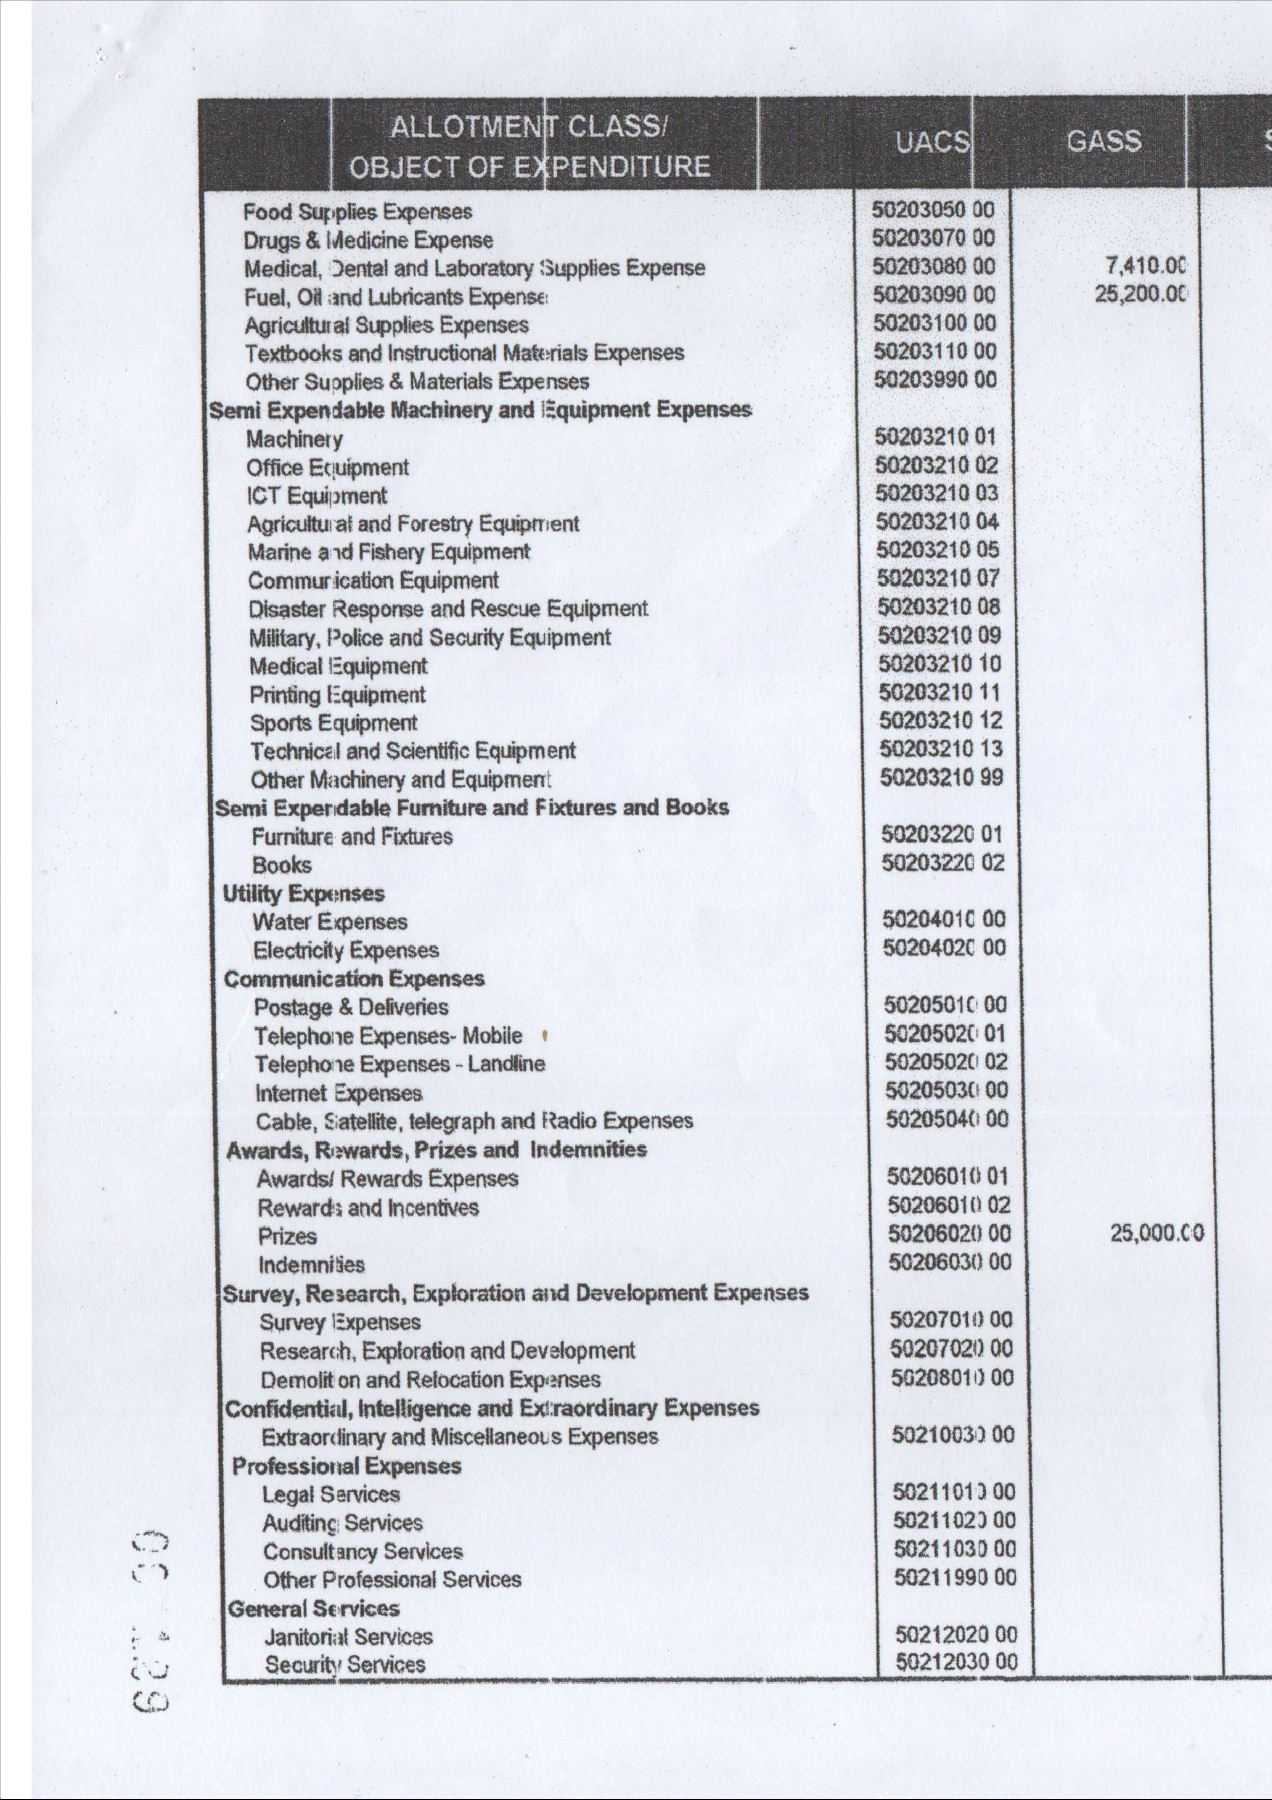 ALLOTMENT CLASS/
OBJECT OF EXPENDITURE UACS GASS S
Food Supplies Expenses 50203050 00
Drugs & Medicine Expense 50203070 00
Medical, Dental and Laboratory Supplies Expense 50203080 00 7,410.00
Fuel, Oil and Lubricants Expense 50203090 00 25,200.00
Agricultural Supplies Expenses 50203100 00
Textbooks and Instructional Materials Expenses 50203110 00
Other Supplies & Materials Expenses 50203990 00
Semi Expendable Machinery and Equipment Expenses
Machinery 50203210 01
Office Equipment 50203210 02
ICT Equipment 50203210 03
Agricultural and Forestry Equipment 50203210 04
Marine and Fishery Equipment 50203210 05
Communication Equipment 50203210 07
Disaster Response and Rescue Equipment 50203210 08
Military, Police and Security Equipment 50203210 09
Medical Equipment 50203210 10
Printing Equipment 50203210 11
Sports Equipment 50203210 12
Technical and Scientific Equipment 50203210 13
Other Machinery and Equipment 50203210 99
Semi Expendable Furniture and Fixtures and Books
Furniture and Fixtures 50203220 01
Books 50203220 02
Utility Expenses
Water Expenses 50204010 00
Electricity Expenses 50204020 00
Communication Expenses
Postage & Deliveries 50205010 00
Telephone Expenses- Mobile 50205020 01
Telephone Expenses - Landline 50205020 02
Internet Expenses 50205030 00
Cable, Satellite, telegraph and Radio Expenses 50205040 00
Awards, Rewards, Prizes and Indemnities
Awards/ Rewards Expenses 50206010 01
Rewards and Incentives 50206010 02
Prizes 50206020 00 25,000.00
Indemnities 50206030 00
Survey, Research, Exploration and Development Expenses
Survey Expenses 50207010 00
Research, Exploration and Development 50207020 00
Demolition and Relocation Expenses 50208010 00
Confidential, Intelligence and Extraordinary Expenses
Extraordinary and Miscellaneous Expenses 50210030 00
Professional Expenses
Legal Services 50211010 00
Auditing Services 50211020 00
Consultancy Services 50211030 00
Other Professional Services 50211990 00
General Services
Janitorial Services 50212020 00
Security Services 50212030 00